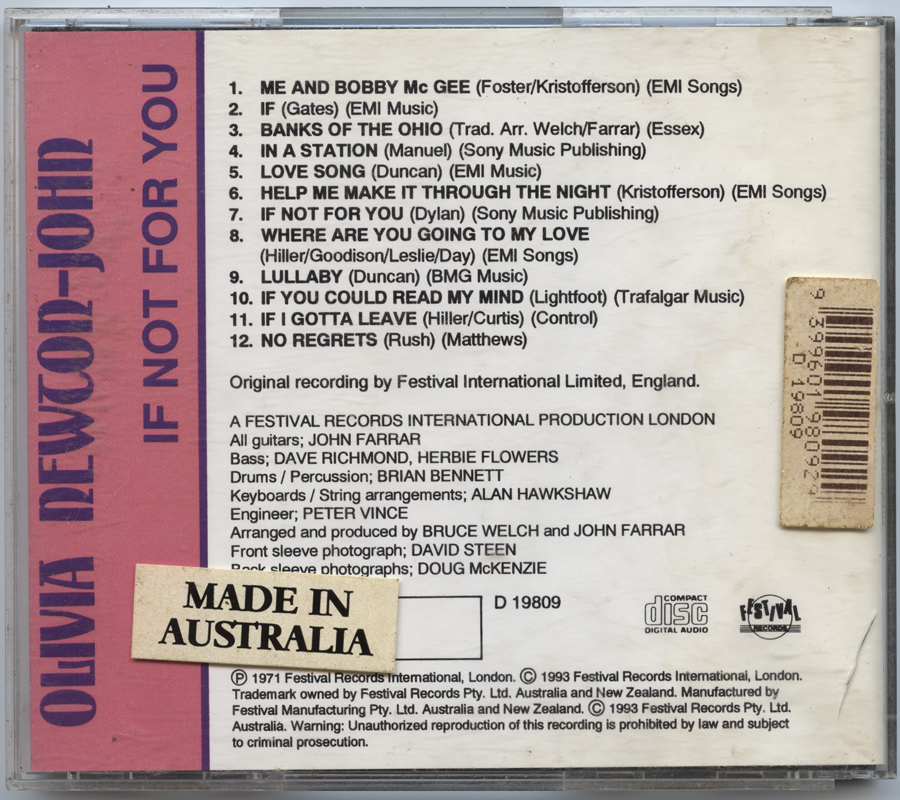 OLIVIA NEWTON-JOHN
IF NOT FOR YOU
1. ME AND BOBBY Mc GEE (Foster/Kristofferson) (EMI Songs)
2. IF (Gates) (EMI Music)
3. BANKS OF THE OHIO (Trad. Arr. Welch/Farrar) (Essex)
4. IN A STATION (Manuel) (Sony Music Publishing)
5. LOVE SONG (Duncan) (EMI Music)
6. HELP ME MAKE IT THROUGH THE NIGHT (Kristofferson) (EMI Songs)
7. IF NOT FOR YOU (Dylan) (Sony Music Publishing)
8. WHERE ARE YOU GOING TO MY LOVE
(Hiller/Goodison/Leslie/Day) (EMI Songs)
9. LULLABY (Duncan) (BMG Music)
10. IF YOU COULD READ MY MIND (Lightfoot) (Trafalgar Music)
11. IF I GOTTA LEAVE (Hiller/Curtis) (Control)
12. NO REGRETS (Rush) (Matthews)
Original recording by Festival International Limited, England.
A FESTIVAL RECORDS INTERNATIONAL PRODUCTION LONDON
All guitars; JOHN FARRAR
Bass; DAVE RICHMOND, HERBIE FLOWERS
Drums / Percussion; BRIAN BENNETT
Keyboards / String arrangements; ALAN HAWKSHAW
Engineer; PETER VINCE
Arranged and produced by BRUCE WELCH and JOHN FARRAR
Front sleeve photograph; DAVID STEEN
Back sleeve photographs; DOUG McKENZIE
MADE IN
AUSTRALIA
D 19809
COMPACT
disc
DIGITAL AUDIO
FESTIVAL
RECORDS
Ⓟ 1971 Festival Records International, London. © 1993 Festival Records International, London.
Trademark owned by Festival Records Pty. Ltd. Australia and New Zealand. Manufactured by
Festival Manufacturing Pty. Ltd. Australia and New Zealand. © 1993 Festival Records Pty. Ltd.
Australia. Warning: Unauthorized reproduction of this recording is prohibited by law and subject
to criminal prosecution.
9 399601 980924
D 19809